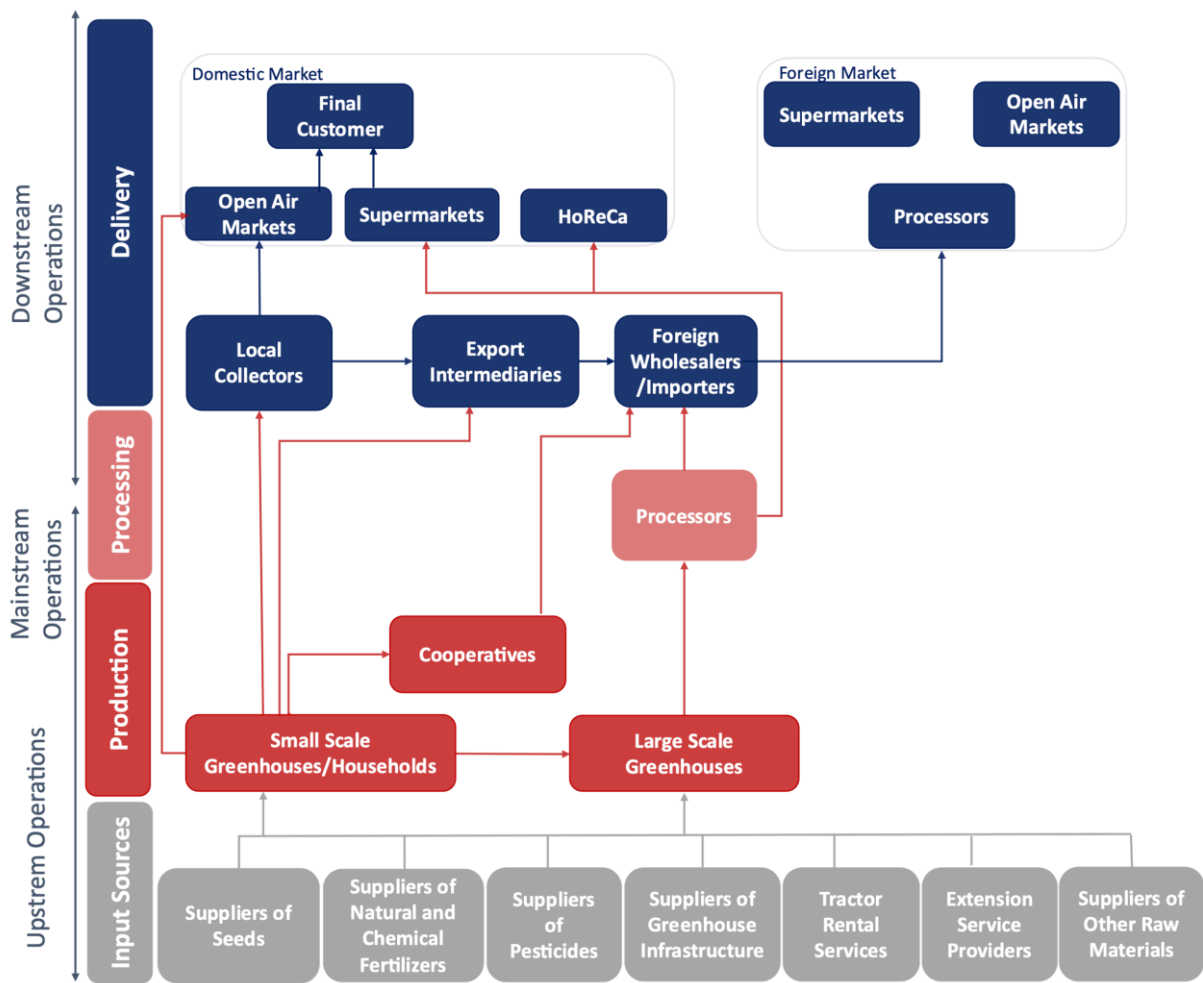 Domestic Market
Foreign Market
Final
Customer
Supermarkets
Open Air
Markets
Open Air
Markets
Supermarkets
HoReCa
Processors
Local
Collectors
Export
Intermediaries
Foreign
Wholesalers
/Importers
Processors
Cooperatives
Small Scale
Greenhouses/Households
Large Scale
Greenhouses
Suppliers of
Seeds
Suppliers of
Natural and
Chemical
Fertilizers
Suppliers
of
Pesticides
Suppliers of
Greenhouse
Infrastructure
Tractor
Rental
Services
Extension
Service
Providers
Suppliers of
Other Raw
Materials
Delivery
Processing
Production
Input Sources
Downstream
Operations
Mainstream
Operations
Upstrem Operations